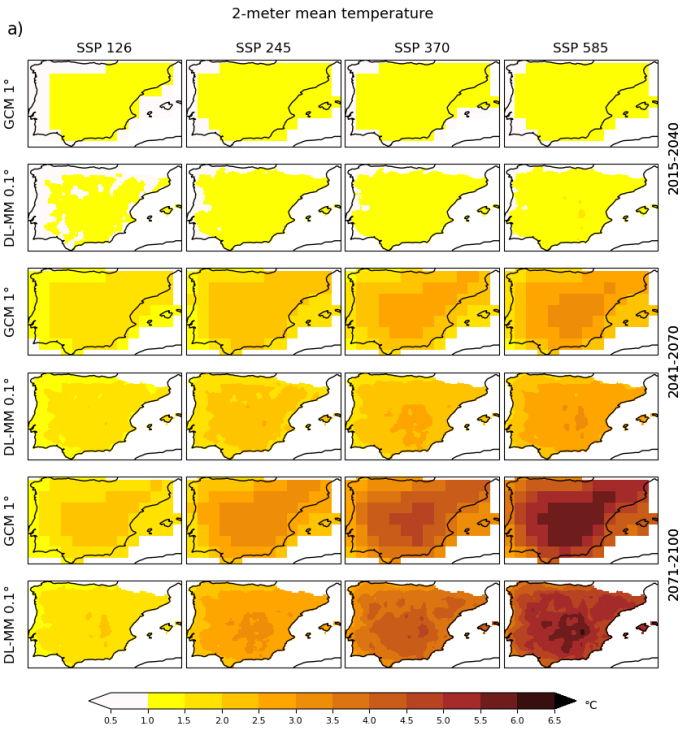 2-meter mean temperature
a)
SSP 126 SSP 245 SSP 370 SSP 585
GCM 1°
2015-2040
DL-MM 0.1°
GCM 1°
2041-2070
DL-MM 0.1°
GCM 1°
2071-2100
DL-MM 0.1°
0.5 1.0 1.5 2.0 2.5 3.0 3.5 4.0 4.5 5.0 5.5 6.0 6.5 °C